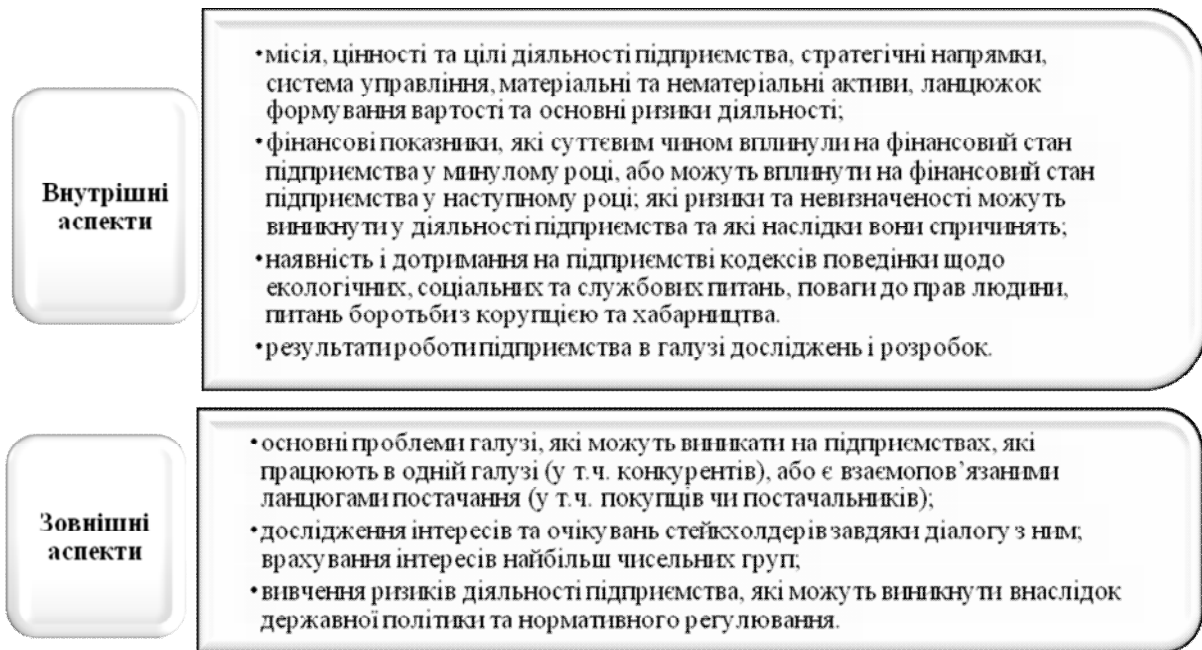 Внутрішні
аспекти
•місія, цінності та цілі діяльності підприємства, стратегічні напрямки,
система управління, матеріальні та нематеріальні активи, ланцюжок
формування вартості та основні ризики діяльності;
•фінансові показники, які суттєвим чином вплинули на фінансовий стан
підприємства у минулому році, або можуть вплинути на фінансовий стан
підприємства у наступному році; які ризики та невизначеності можуть
виникнути у діяльності підприємства та які наслідки вони спричинять;
•наявність і дотримання на підприємстві кодексів поведінки щодо
екологічних, соціальних та службових питань, поваги до прав людини,
питань боротьби з корупцією та хабарництва.
•результати роботи підприємства в галузі досліджень і розробок.
Зовнішні
аспекти
•основні проблеми галузі, які можуть виникати на підприємствах, які
працюють в одній галузі (у т.ч. конкурентів), або є взаємопов’язаними
ланцюгами постачання (у т.ч. покупців чи постачальників);
•дослідження інтересів та очікувань стейкхолдерів завдяки діалогу з ним;
врахування інтересів найбільш чисельних груп;
•вивчення ризиків діяльності підприємства, які можуть виникнути внаслідок
державної політики та нормативного регулювання.